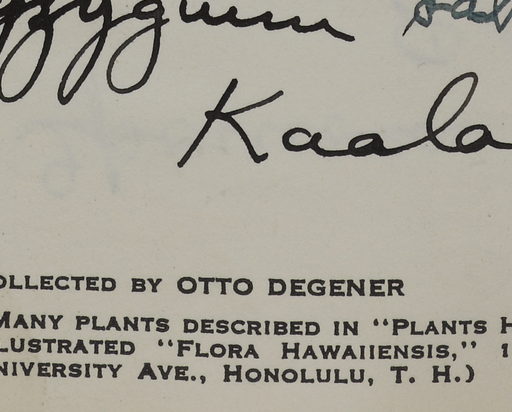 Kaala
OLLECTED BY OTTO DEGENER
MANY PLANTS DESCRIBED IN “PLANTS H
LUSTRATED “FLORA HAWAIIENSIS,” 1
NIVERSITY AVE., HONOLULU, T. H.)